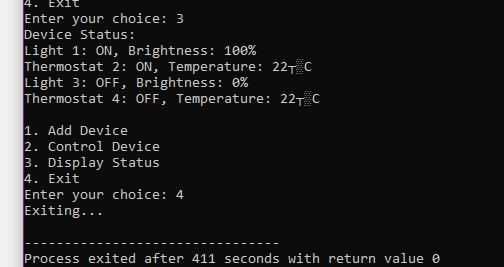 4. Exit
Enter your choice: 3
Device Status:
Light 1: ON, Brightness: 100%
Thermostat 2: ON, Temperature: 22┬░C
Light 3: OFF, Brightness: 0%
Thermostat 4: OFF, Temperature: 22┬░C
1. Add Device
2. Control Device
3. Display Status
4. Exit
Enter your choice: 4
Exiting...
--------------------------------
Process exited after 411 seconds with return value 0